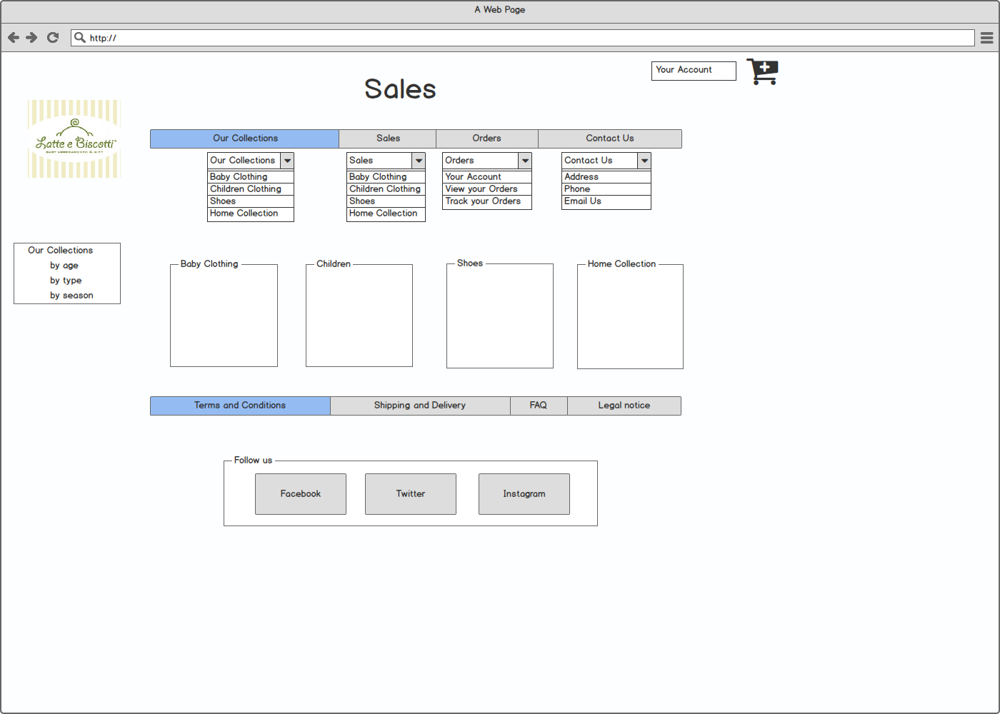 A Web Page
http://
Your Account
Sales
Latte e Biscotti
BABY ARREDAMENTO & GIFT
Our Collections Sales Orders Contact Us
Our Collections
Baby Clothing
Children Clothing
Shoes
Home Collection
Sales
Baby Clothing
Children Clothing
Shoes
Home Collection
Orders
Your Account
View your Orders
Track your Orders
Contact Us
Address
Phone
Email Us
Our Collections
by age
by type
by season
Baby Clothing
Children
Shoes
Home Collection
Terms and Conditions Shipping and Delivery FAQ Legal notice
Follow us
Facebook
Twitter
Instagram